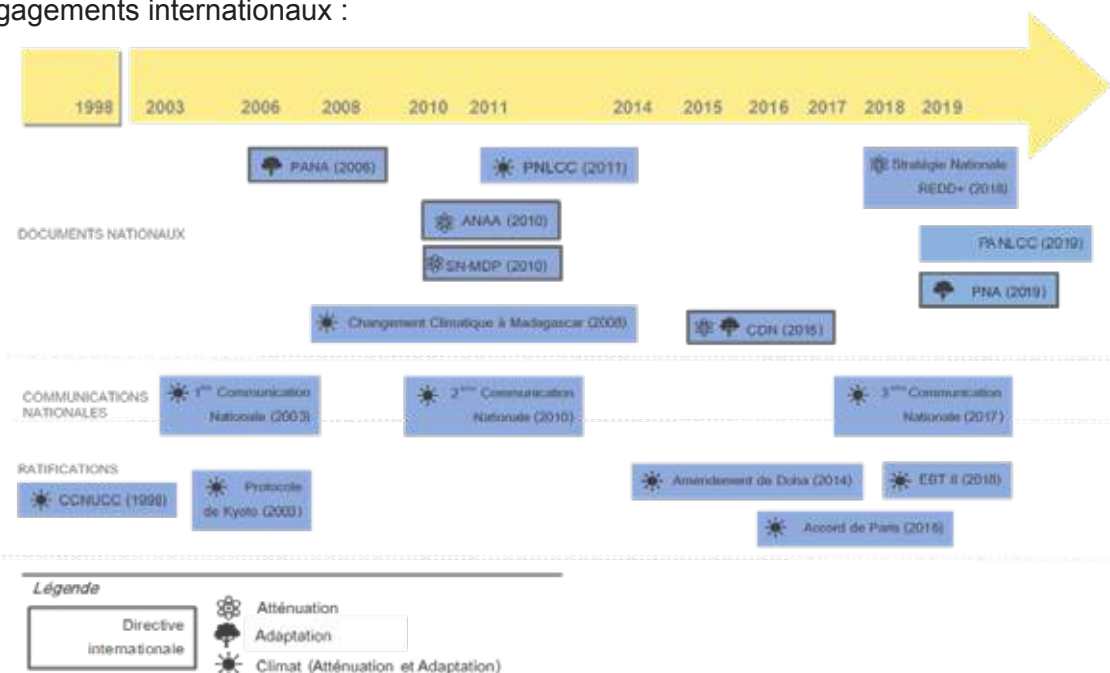 gagements internationaux :
1998 2003 2006 2008 2010 2011 2014 2015 2016 2017 2018 2019
PANA (2006)
PNLCC (2011)
Stratégie Nationale
REDD+ (2018)
ANAA (2010)
DOCUMENTS NATIONAUX
PANLCC (2019)
SN-MDP (2010)
PNA (2019)
Changement Climatique à Madagascar (2008)
CDN (2016)
COMMUNICATIONS
NATIONALES
1ère Communication
Nationale (2003)
2ème Communication
Nationale (2010)
3ème Communication
Nationale (2017)
RATIFICATIONS
CCNUCC (1998)
Protocole
de Kyoto (2003)
Amendement de Doha (2014)
EBT II (2018)
Accord de Paris (2016)
Légende
Directive
internationale
Atténuation
Adaptation
Climat (Atténuation et Adaptation)